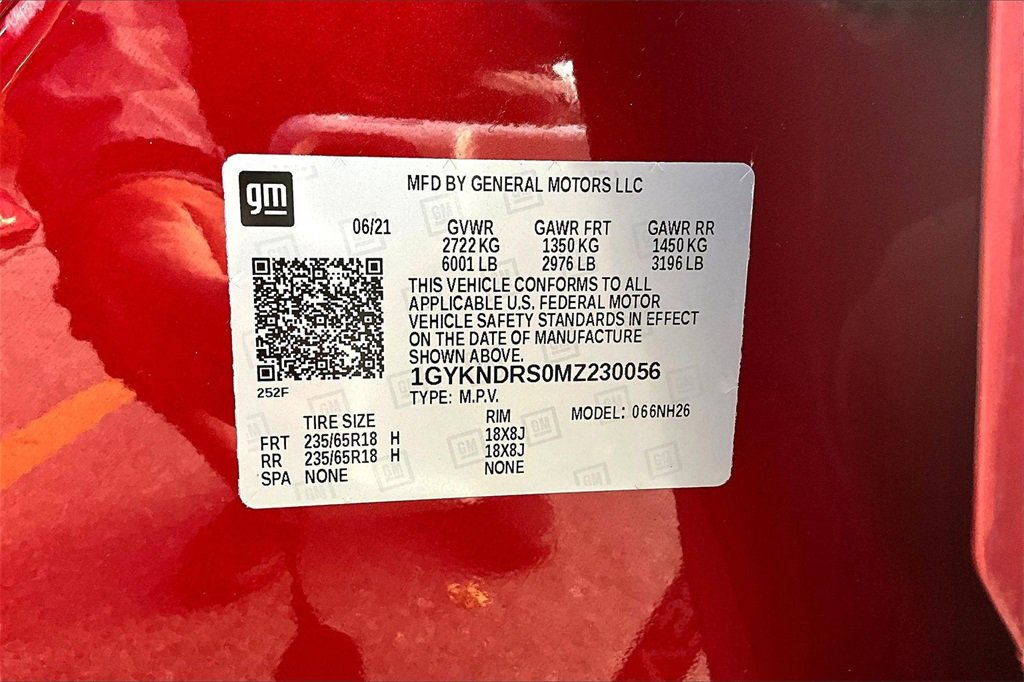 gm
MFD BY GENERAL MOTORS LLC
06/21 GVWR GAWR FRT GAWR RR
2722 KG 1350 KG 1450 KG
6001 LB 2976 LB 3196 LB
THIS VEHICLE CONFORMS TO ALL
APPLICABLE U.S. FEDERAL MOTOR
VEHICLE SAFETY STANDARDS IN EFFECT
ON THE DATE OF MANUFACTURE
SHOWN ABOVE.
1GYKNDRS0MZ230056
252F
TYPE: M.P.V.
TIRE SIZE RIM MODEL: 066NH26
FRT 235/65R18 H 18X8J
RR 235/65R18 H 18X8J
SPA NONE NONE